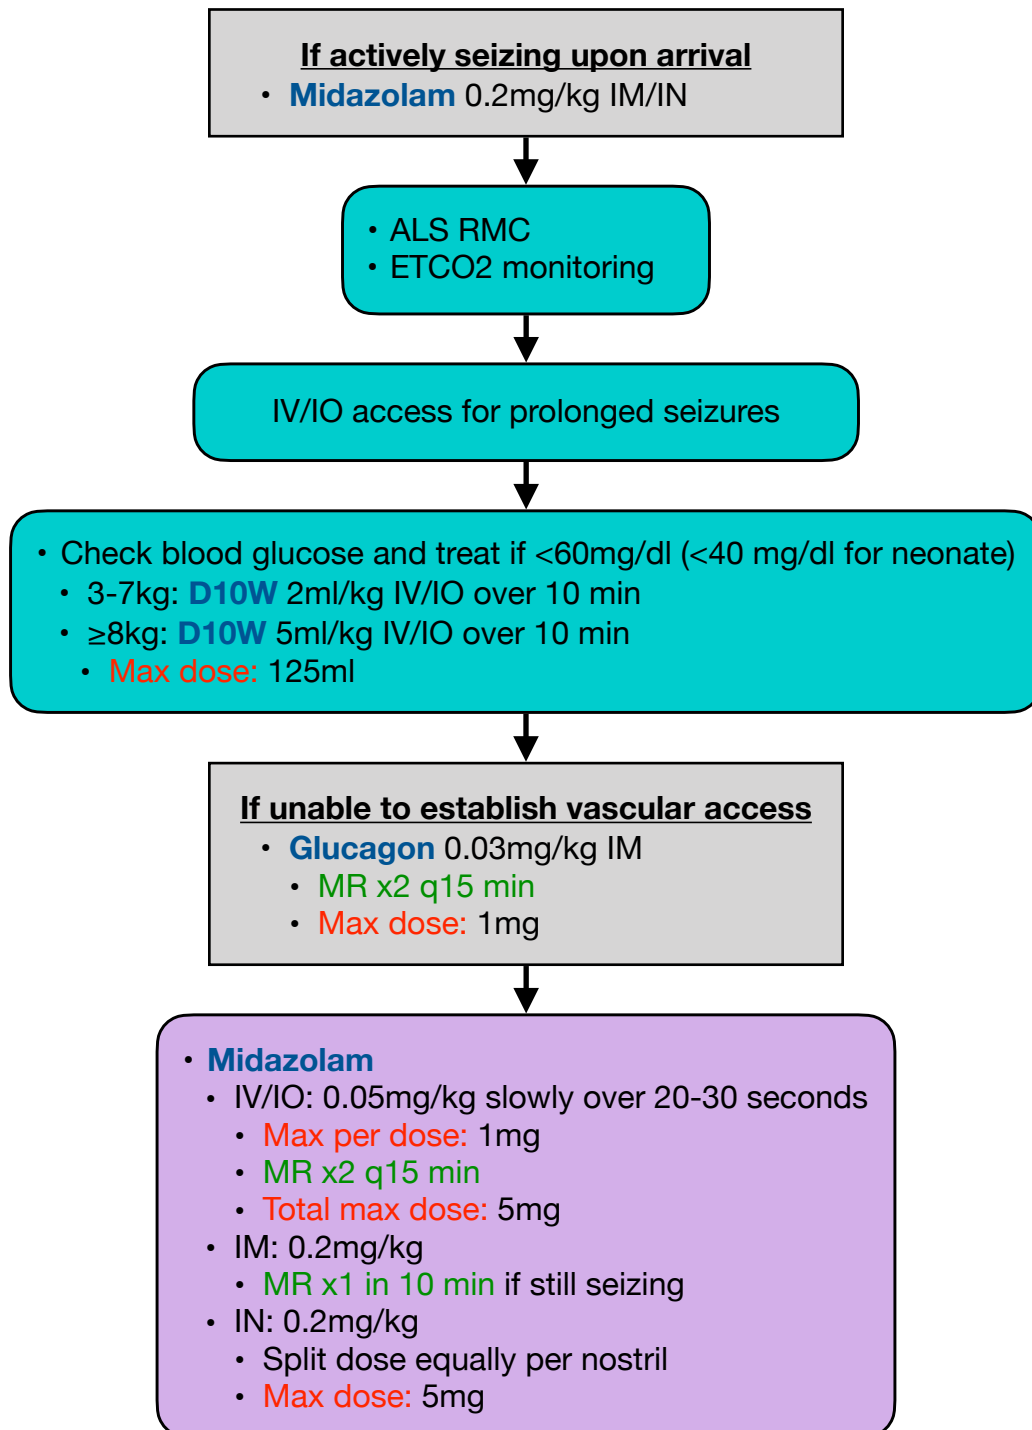 If actively seizing upon arrival
• Midazolam 0.2mg/kg IM/IN
• ALS RMC
• ETCO2 monitoring
IV/IO access for prolonged seizures
• Check blood glucose and treat if <60mg/dl (<40 mg/dl for neonate)
• 3-7kg: D10W 2ml/kg IV/IO over 10 min
• ≥8kg: D10W 5ml/kg IV/IO over 10 min
• Max dose: 125ml
If unable to establish vascular access
• Glucagon 0.03mg/kg IM
• MR x2 q15 min
• Max dose: 1mg
• Midazolam
• IV/IO: 0.05mg/kg slowly over 20-30 seconds
• Max per dose: 1mg
• MR x2 q15 min
• Total max dose: 5mg
• IM: 0.2mg/kg
• MR x1 in 10 min if still seizing
• IN: 0.2mg/kg
• Split dose equally per nostril
• Max dose: 5mg